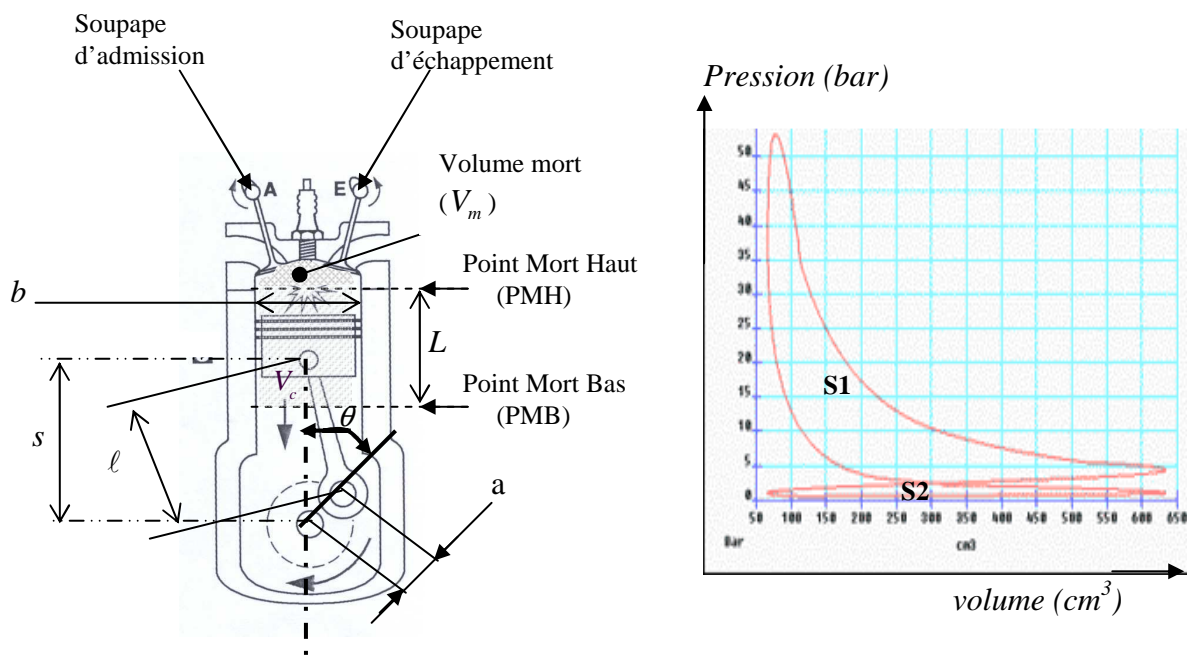 Soupape
d'admission
Soupape
d'échappement
A
E
Volume mort
(V_m)
Point Mort Haut
(PMH)
b
L
V_c
Point Mort Bas
(PMB)
θ
s
ℓ
a
Pression (bar)
50
45
40
35
30
25
20
15
10
5
0
S1
S2
50 100 150 200 250 300 350 400 450 500 550 600 650
Bar
cm3
volume (cm³)